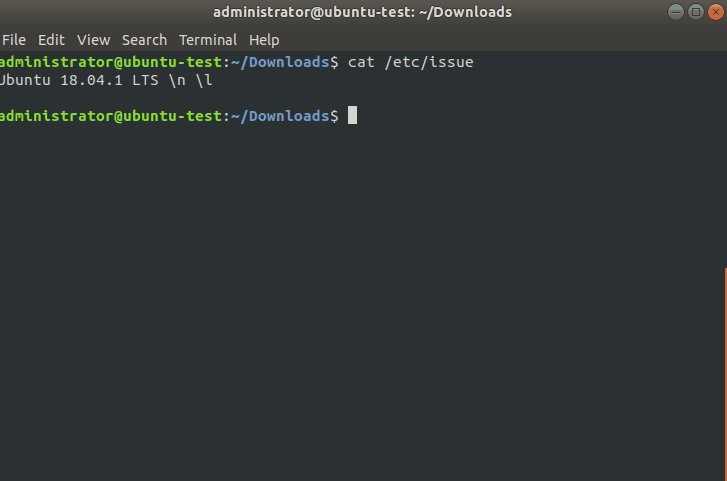 administrator@ubuntu-test: ~/Downloads
File Edit View Search Terminal Help
administrator@ubuntu-test:~/Downloads$ cat /etc/issue
Ubuntu 18.04.1 LTS \n \l
administrator@ubuntu-test:~/Downloads$